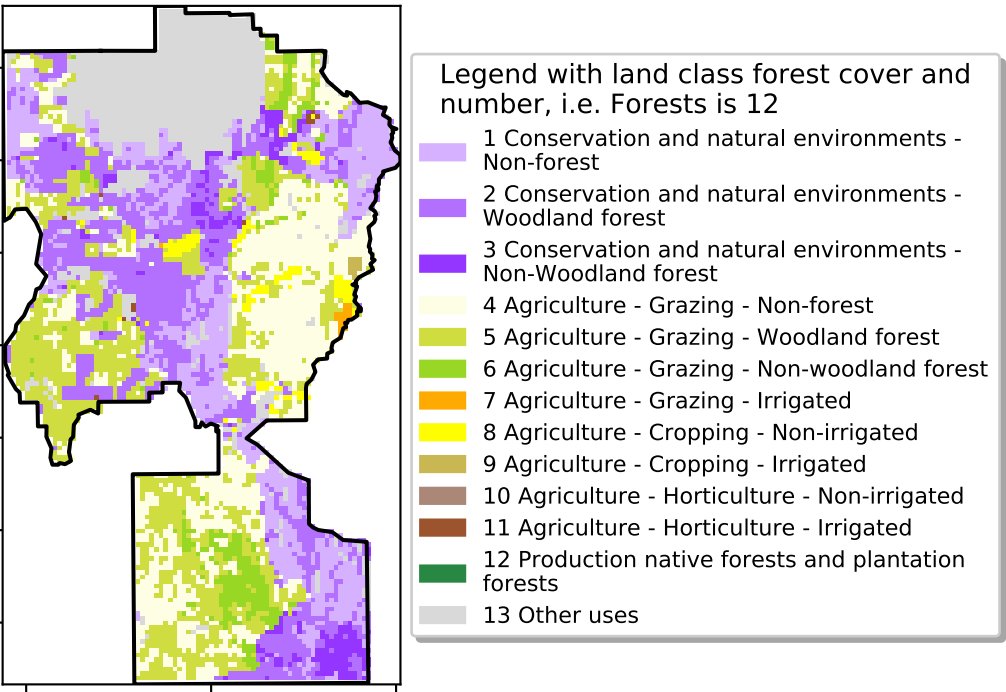 Legend with land class forest cover and
number, i.e. Forests is 12
1 Conservation and natural environments -
Non-forest
2 Conservation and natural environments -
Woodland forest
3 Conservation and natural environments -
Non-Woodland forest
4 Agriculture - Grazing - Non-forest
5 Agriculture - Grazing - Woodland forest
6 Agriculture - Grazing - Non-woodland forest
7 Agriculture - Grazing - Irrigated
8 Agriculture - Cropping - Non-irrigated
9 Agriculture - Cropping - Irrigated
10 Agriculture - Horticulture - Non-irrigated
11 Agriculture - Horticulture - Irrigated
12 Production native forests and plantation
forests
13 Other uses